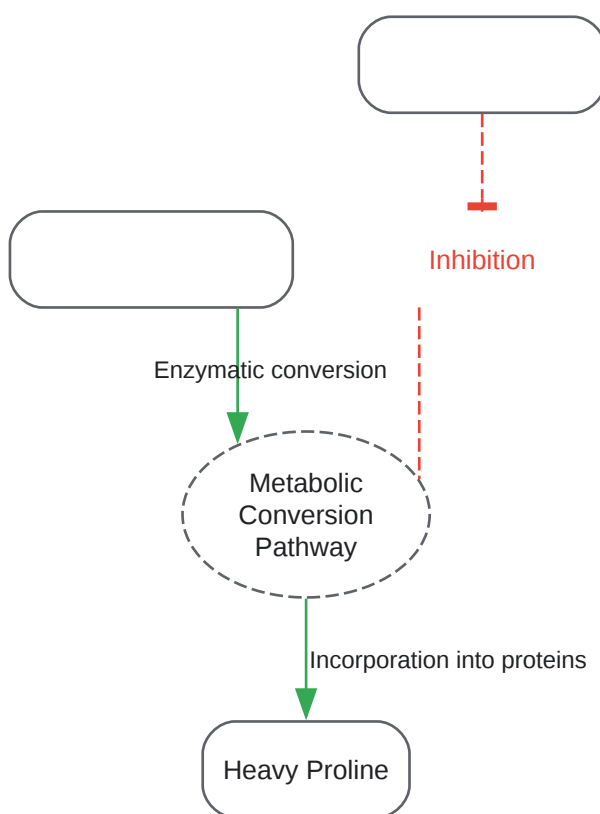 Inhibition
Enzymatic conversion
Metabolic
Conversion
Pathway
Incorporation into proteins
Heavy Proline